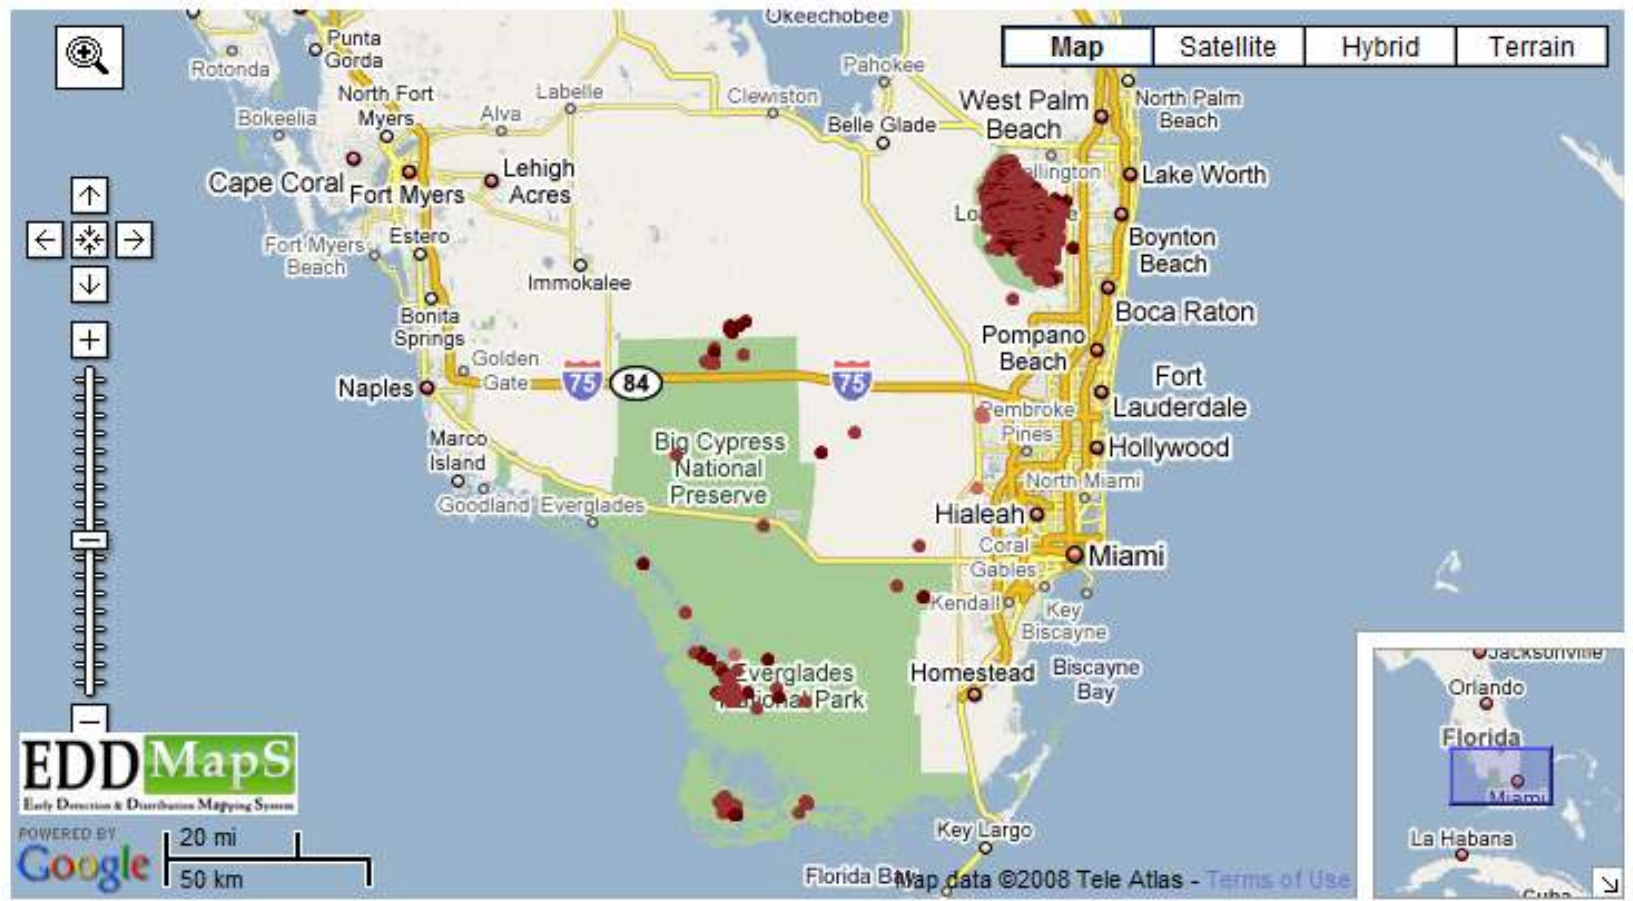 Okeechobee
Map
Satellite
Hybrid
Terrain
Punta
Gorda
Rotonda
Pahokee
North Fort
Myers
Labelle
Clewiston
West Palm
Beach
North Palm
Beach
Bokeelia
Alva
Belle Glade
Cape Coral
Fort Myers
Lehigh
Acres
Lake Worth
Fort Myers
Beach
Estero
Immokalee
Boynton
Beach
Bonita
Springs
Boca Raton
Pompano
Beach
Golden
Gate
75
84
75
Naples
Fort
Lauderdale
Pembroke
Pines
Marco
Island
Big Cypress
National
Preserve
Hollywood
North Miami
Goodland
Everglades
Hialeah
Coral
Gables
Miami
Kendall
Key
Biscayne
Everglades
National Park
Homestead
Biscayne
Bay
EDDMapS
Early Detection & Distribution Mapping System
POWERED BY
Google
20 mi
50 km
Key Largo
Florida Bay
Map data ©2008 Tele Atlas - Terms of Use
Jacksonville
Orlando
Florida
Miami
La Habana
Cuba